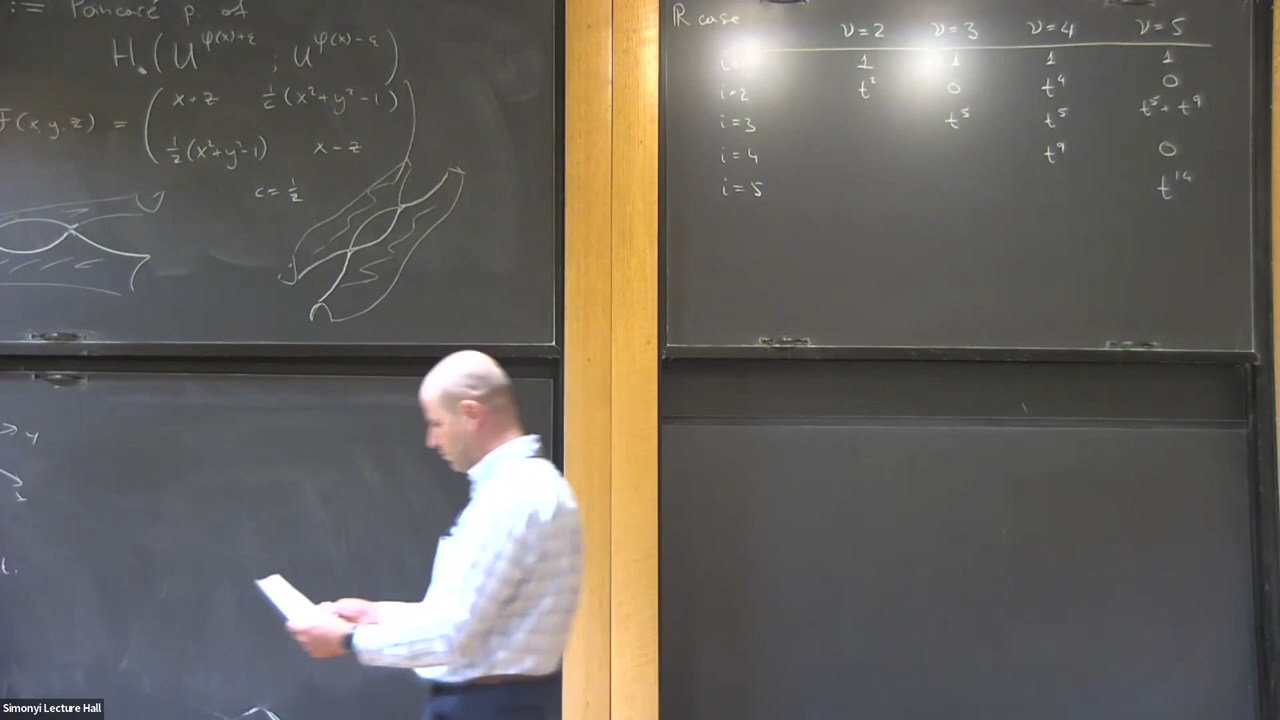 := Poincaré p. of
H.(U^{φ(x)+ε} ; U^{φ(x)-ε})
F(x,y,z) = ( x+z   ½(x²+y²-1)
½(x²+y²-1)   x-z )
c = ½
→ y
x
t.
ℝ case
ν=2 ν=3 ν=4 ν=5
1 1 1 1
i=2 t² 0 t⁴ 0
i=3 t⁵ t⁵ t⁵+t⁹
i=4 t⁹ 0
i=5 t¹⁴
Simonyi Lecture Hall